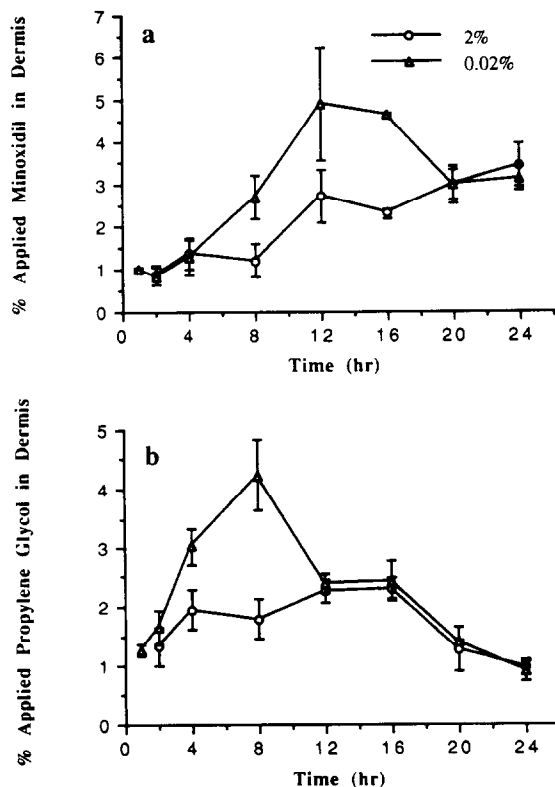 a
2%
0.02%
% Applied Minoxidil in Dermis
7
6
5
4
3
2
1
0
0 4 8 12 16 20 24
Time (hr)
b
% Applied Propylene Glycol in Dermis
5
4
3
2
1
0
0 4 8 12 16 20 24
Time (hr)